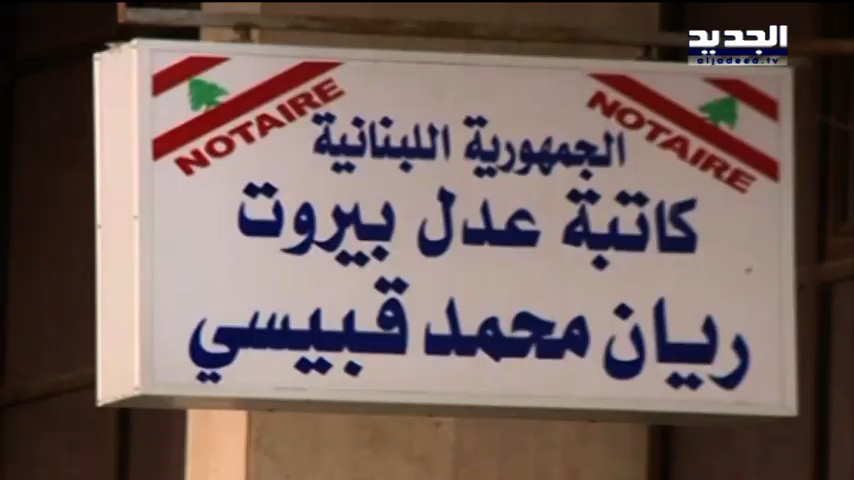 الجديد
aljadeed.tv
NOTAIRE
NOTAIRE
الجمهورية اللبنانية
كاتبة عدل بيروت
ريان محمد قبيسي